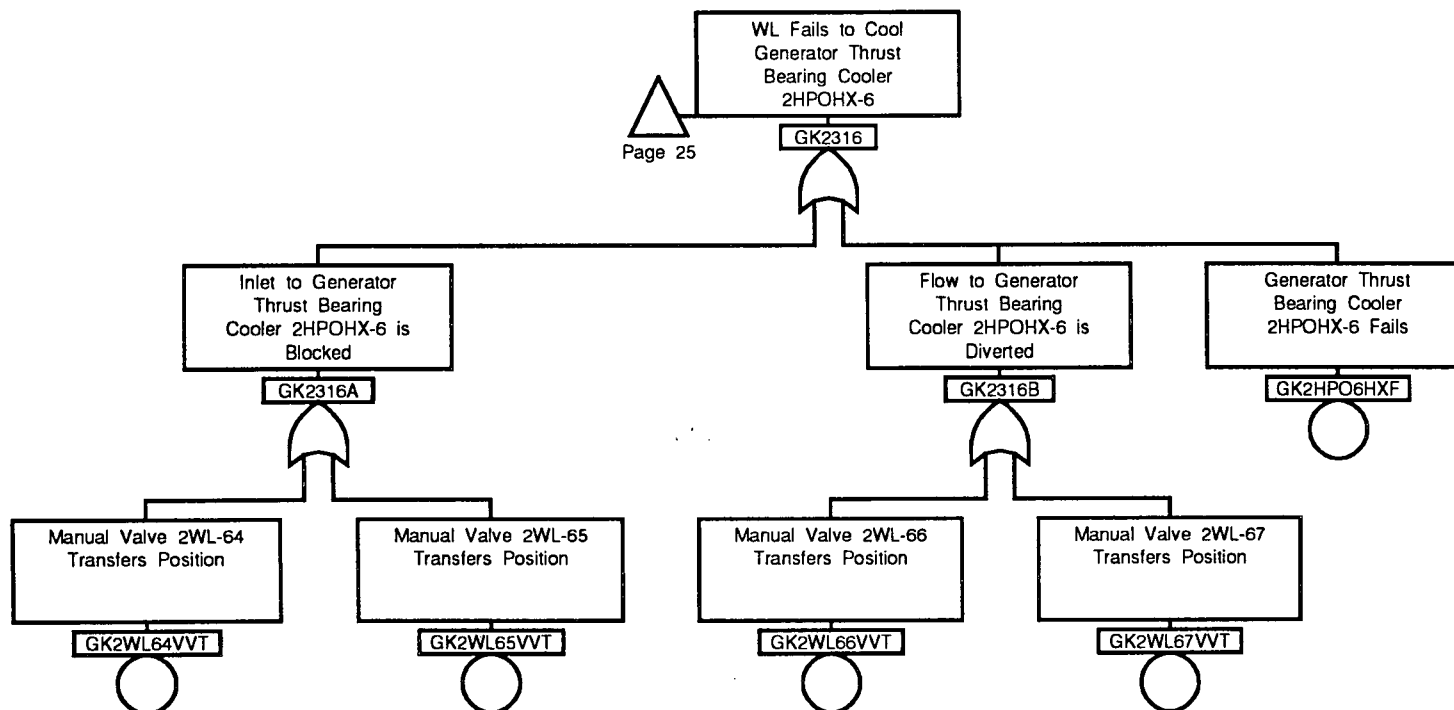 WL Fails to Cool
Generator Thrust
Bearing Cooler
2HPOHX-6
Page 25
GK2316
Inlet to Generator
Thrust Bearing
Cooler 2HPOHX-6 is
Blocked
GK2316A
Flow to Generator
Thrust Bearing
Cooler 2HPOHX-6 is
Diverted
GK2316B
Generator Thrust
Bearing Cooler
2HPOHX-6 Fails
GK2HPO6HXF
Manual Valve 2WL-64
Transfers Position
GK2WL64VVT
Manual Valve 2WL-65
Transfers Position
GK2WL65VVT
Manual Valve 2WL-66
Transfers Position
GK2WL66VVT
Manual Valve 2WL-67
Transfers Position
GK2WL67VVT